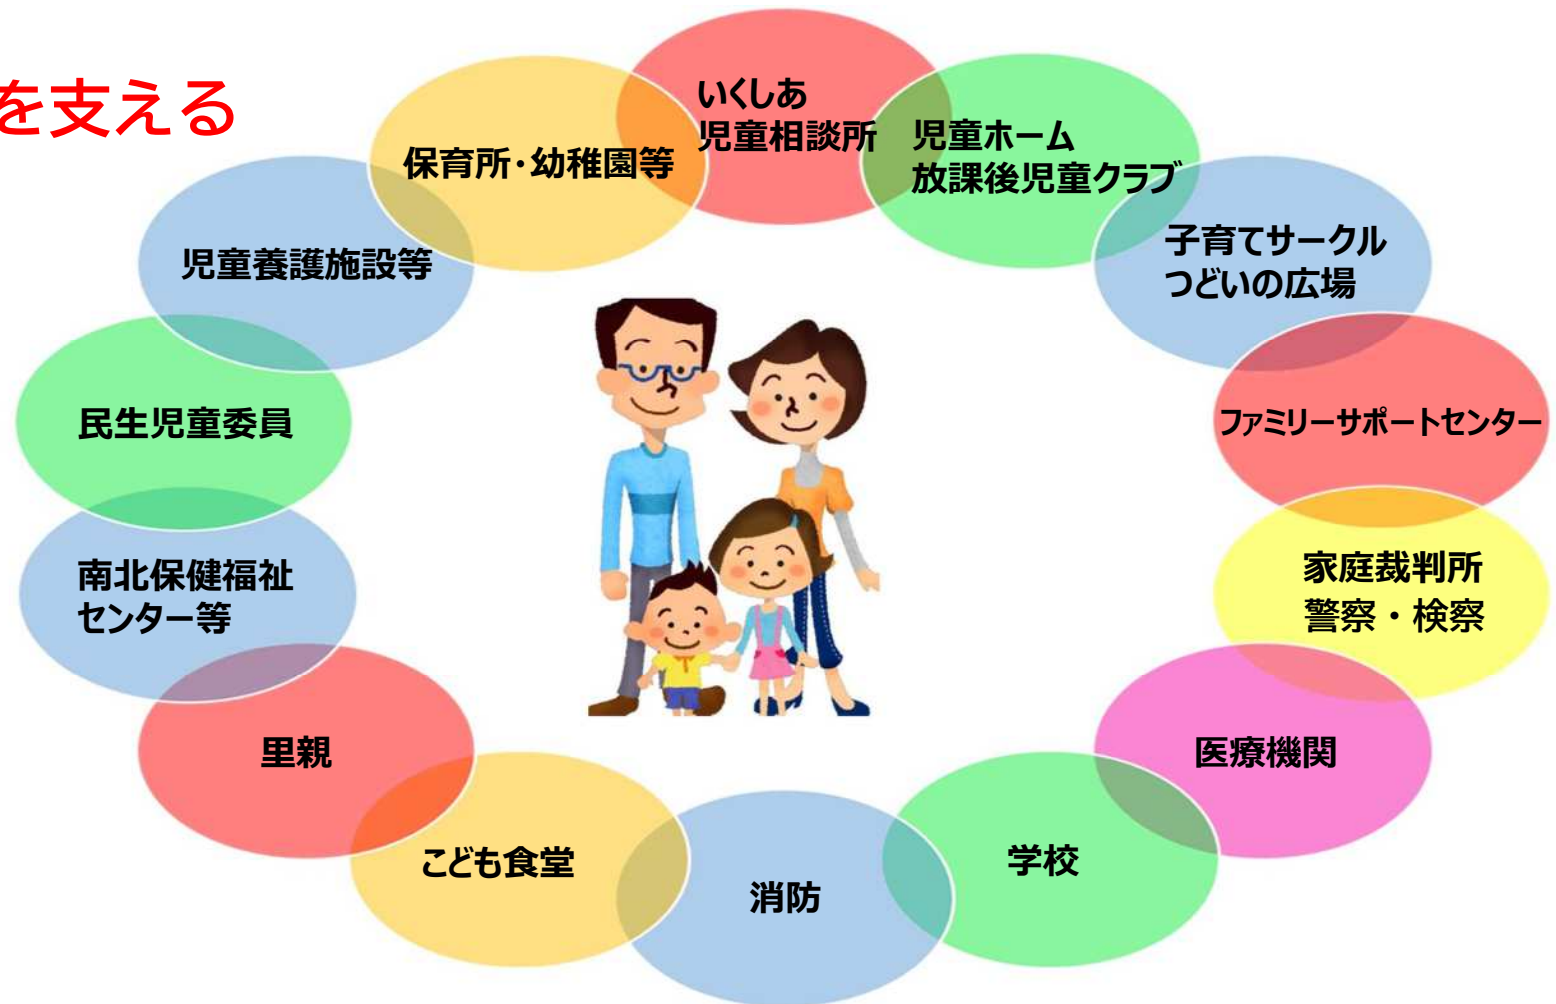 を支える
いくしあ
児童相談所
児童ホーム
放課後児童クラブ
子育てサークル
つどいの広場
ファミリーサポートセンター
家庭裁判所
警察・検察
医療機関
学校
消防
こども食堂
里親
南北保健福祉
センター等
民生児童委員
児童養護施設等
保育所・幼稚園等